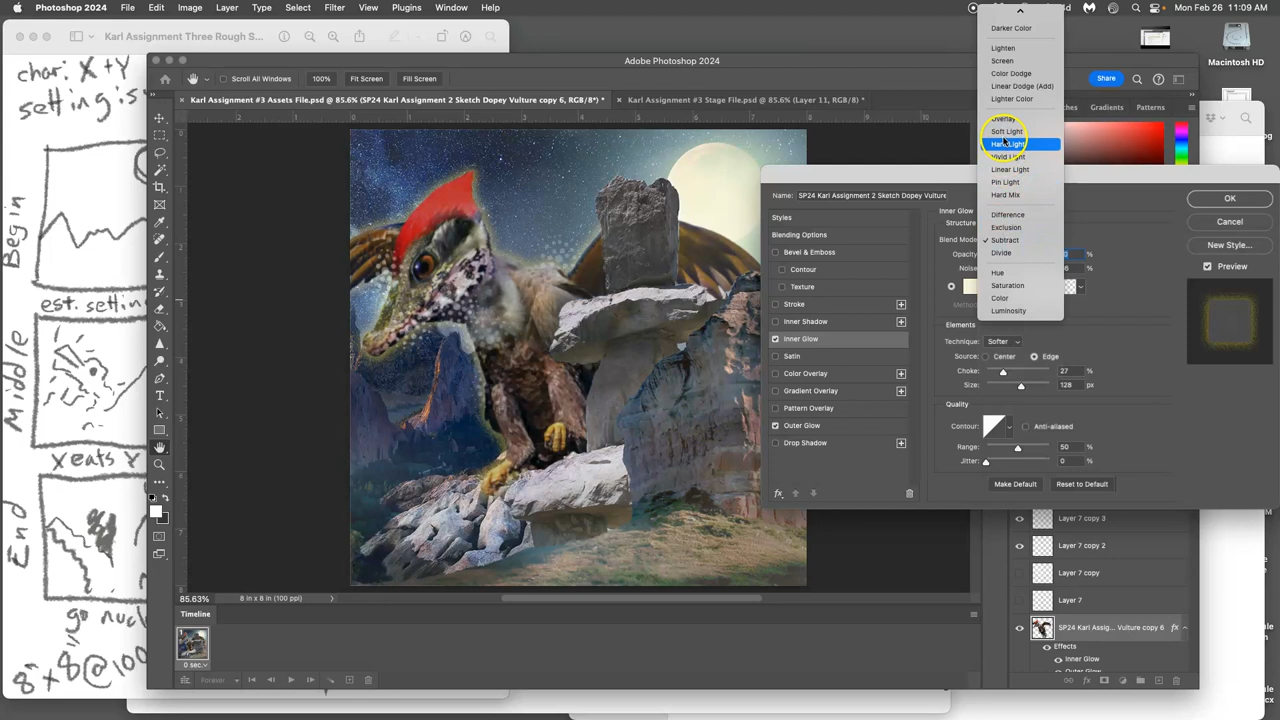 Photoshop 2024 File Edit Image Layer Type Select Filter View Plugins Window Help
Mon Feb 26 11:09 AM
Karl Assignment Three Rough S...
Adobe Photoshop 2024
Scroll All Windows 100% Fit Screen Fill Screen
Share
Karl Assignment #3 Assets File.psd @ 85.6% (SP24 Karl Assignment 2 Sketch Dopey Vulture copy 6, RGB/8*) *
Karl Assignment #3 Stage File.psd @ 85.6% (Layer 11, RGB/8) *
Gradients Patterns
Macintosh HD
char: X + Y
Begin
est. setting
Middle
X eats Y
End
8" x 8" @ 100
Darker Color
Lighten
Screen
Color Dodge
Linear Dodge (Add)
Lighter Color
Overlay
Soft Light
Hard Light
Vivid Light
Linear Light
Pin Light
Hard Mix
Difference
Exclusion
Subtract
Divide
Hue
Saturation
Color
Luminosity
Name: SP24 Karl Assignment 2 Sketch Dopey Vulture
Styles
Blending Options
Bevel & Emboss
Contour
Texture
Stroke
Inner Shadow
Inner Glow
Satin
Color Overlay
Gradient Overlay
Pattern Overlay
Outer Glow
Drop Shadow
fx
Inner Glow
Structure
Blend Mode
Opacity %
Noise %
Method
Elements
Technique: Softer
Source: Center Edge
Choke: 27 %
Size: 128 px
Quality
Contour: Anti-aliased
Range: 50 %
Jitter: 0 %
Make Default Reset to Default
OK
Cancel
New Style...
Preview
Layer 7 copy 3
Layer 7 copy 2
Layer 7 copy
Layer 7
SP24 Karl Assig... Vulture copy 6 fx
Effects
Inner Glow
85.63% 8 in x 8 in (100 ppi)
Timeline
1
0 sec.
Forever